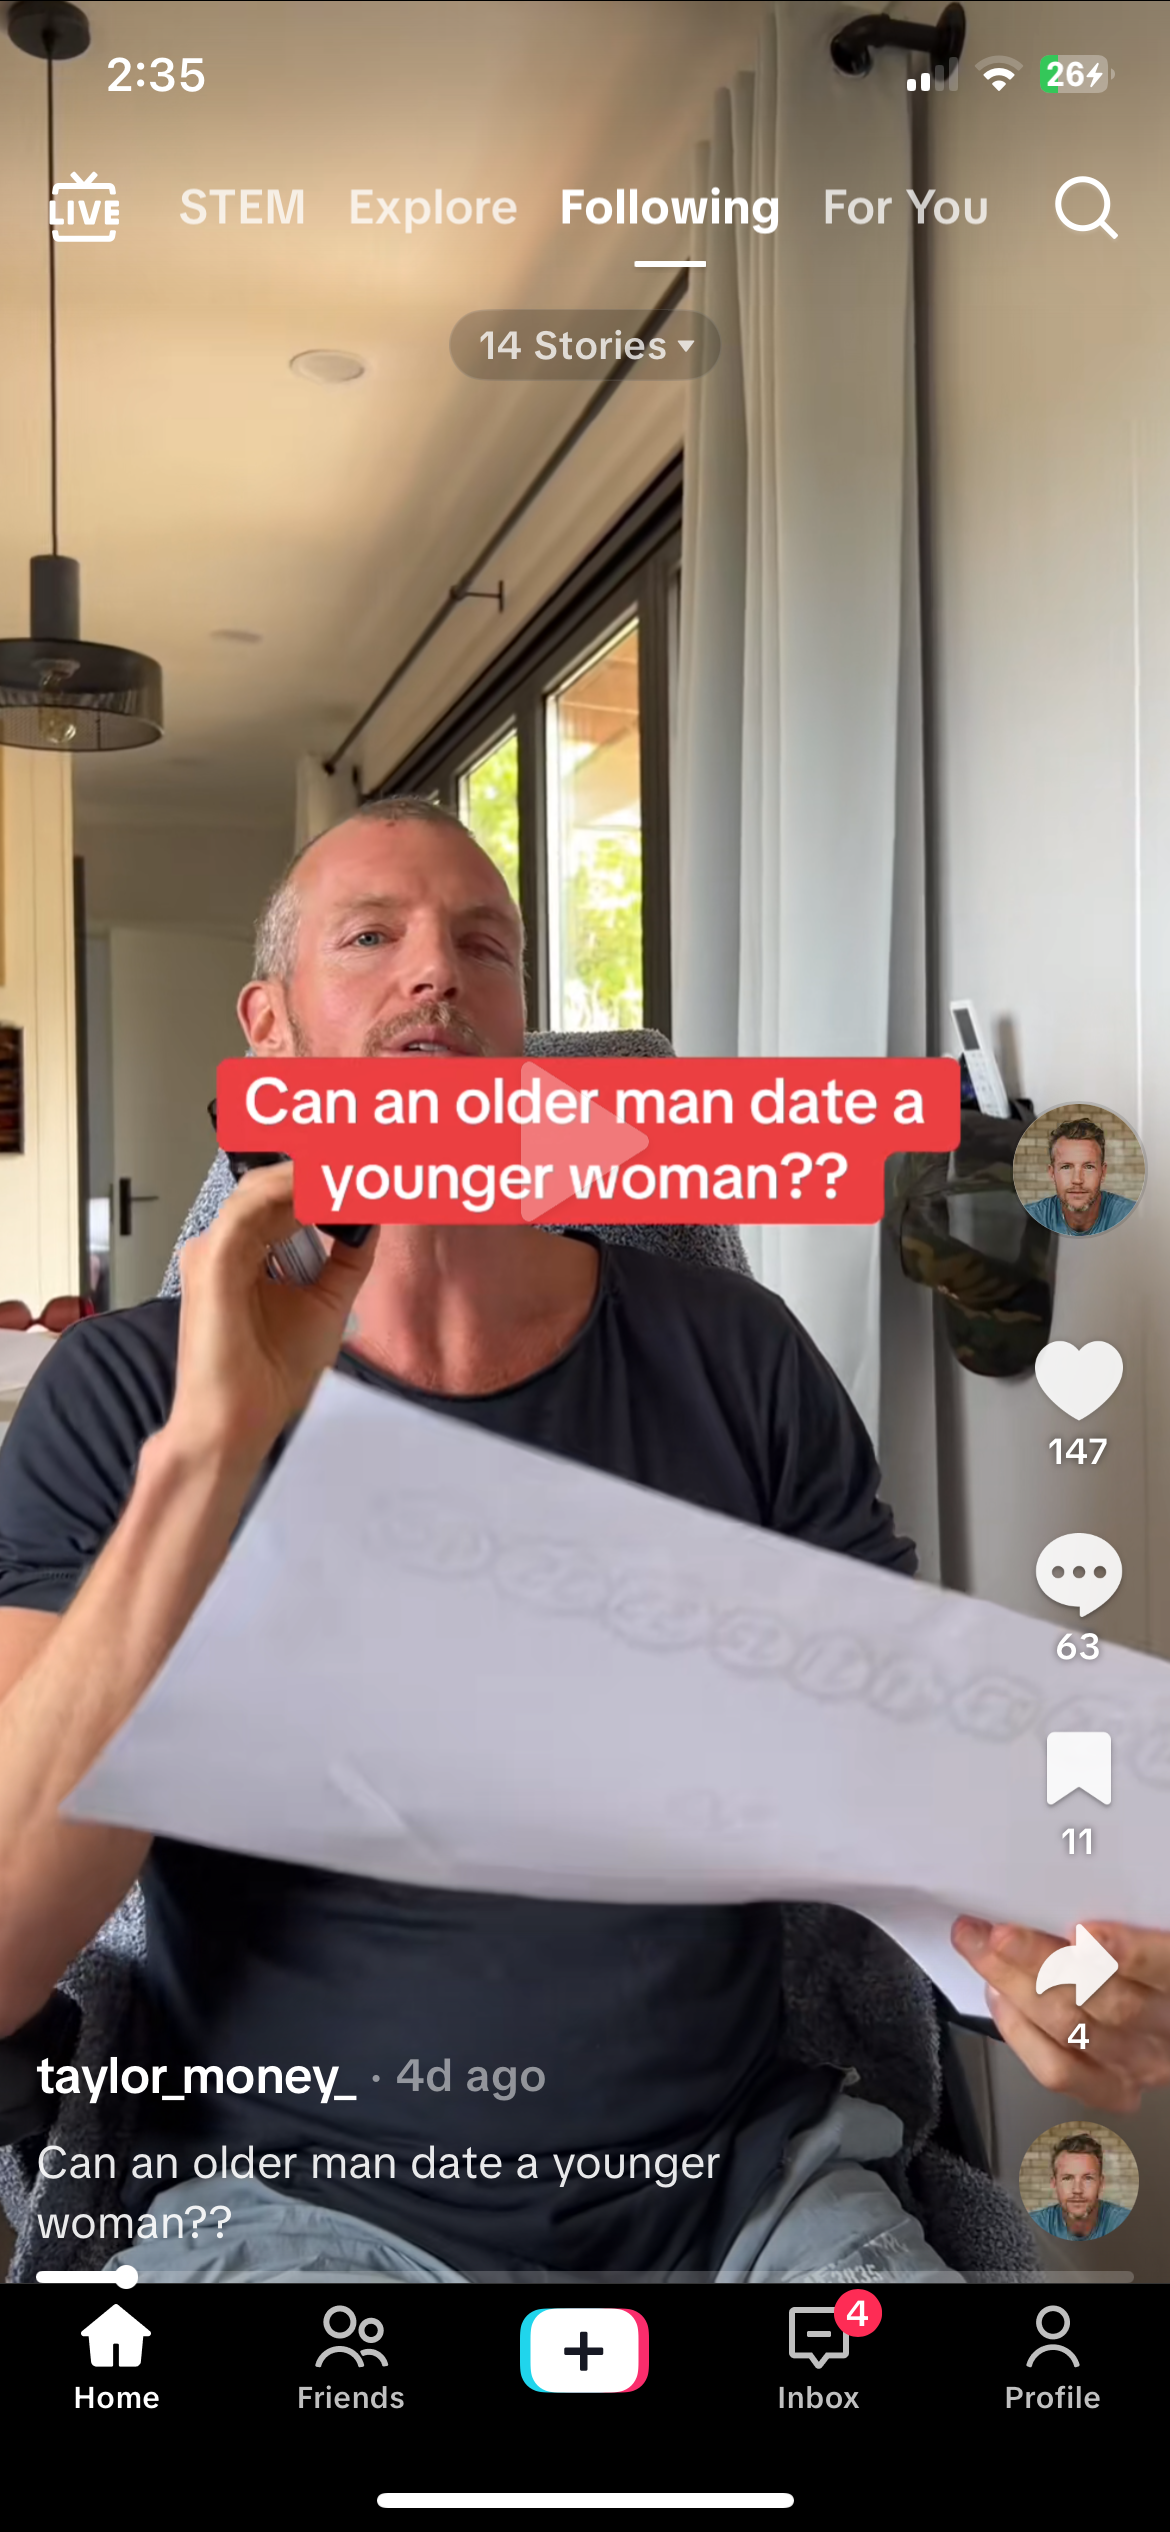 2:35
26
LIVE
STEM Explore Following For You
14 Stories
Can an older man date a
younger woman??
147
63
11
4
taylor_money_ · 4d ago
Can an older man date a younger
woman??
4
Home Friends Inbox Profile